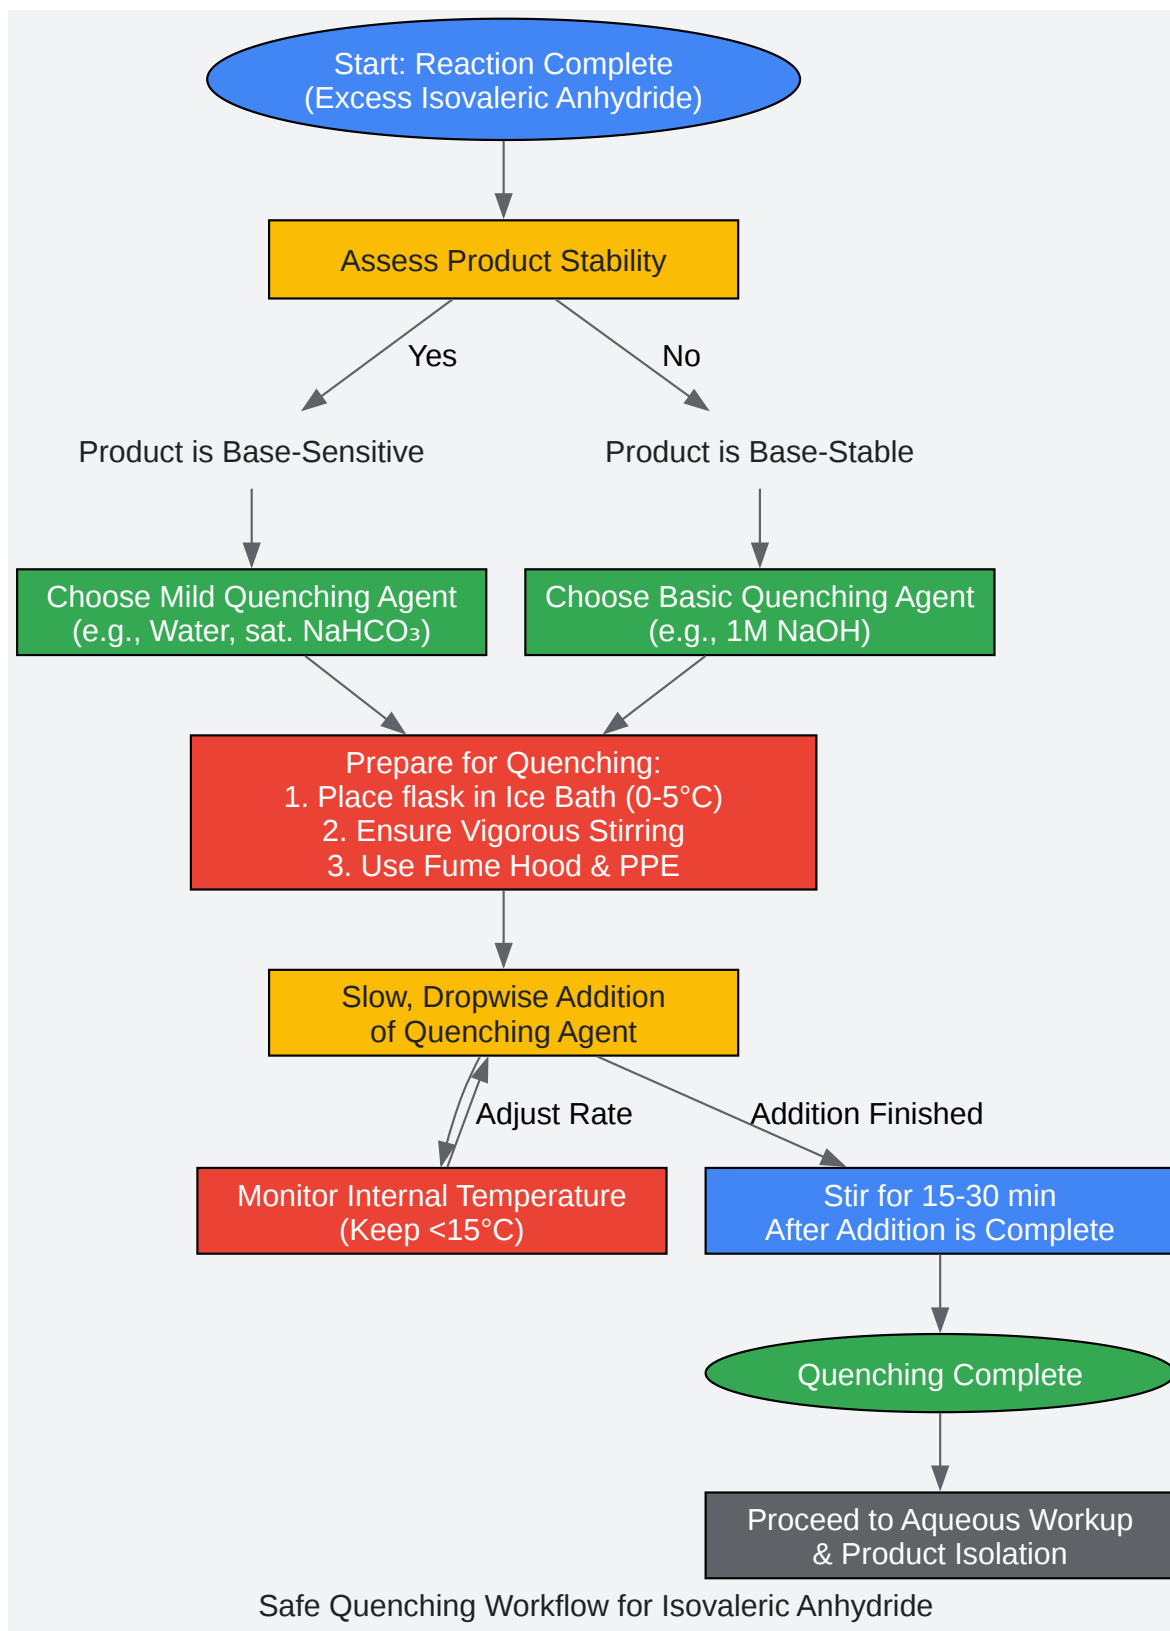 Start: Reaction Complete
(Excess Isovaleric Anhydride)
Assess Product Stability
Yes
No
Product is Base-Sensitive
Product is Base-Stable
Choose Mild Quenching Agent
(e.g., Water, sat. NaHCO₃)
Choose Basic Quenching Agent
(e.g., 1M NaOH)
Prepare for Quenching:
1. Place flask in Ice Bath (0-5°C)
2. Ensure Vigorous Stirring
3. Use Fume Hood & PPE
Slow, Dropwise Addition
of Quenching Agent
Adjust Rate
Addition Finished
Monitor Internal Temperature
(Keep <15°C)
Stir for 15-30 min
After Addition is Complete
Quenching Complete
Proceed to Aqueous Workup
& Product Isolation
Safe Quenching Workflow for Isovaleric Anhydride